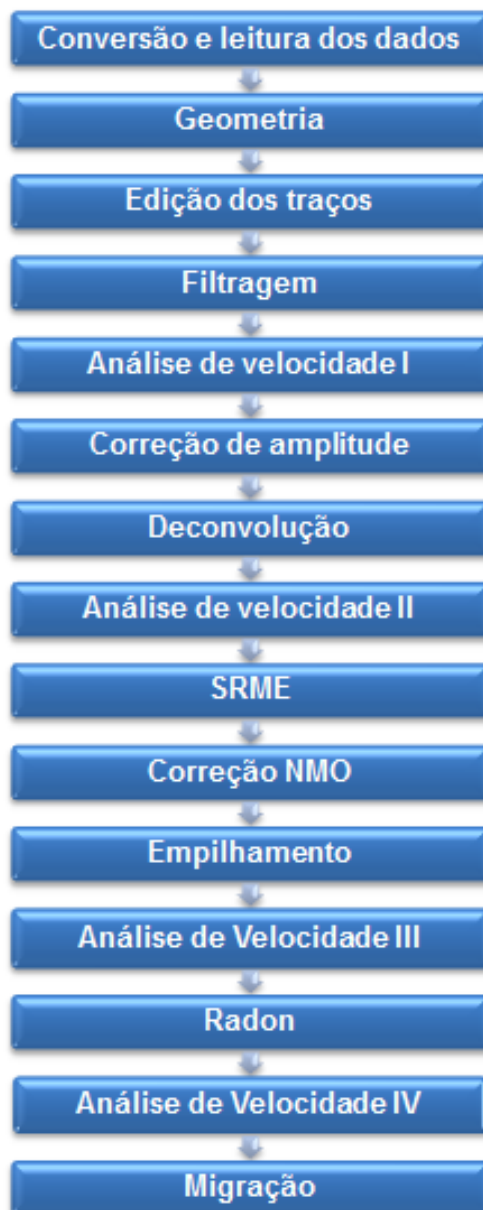 Conversão e leitura dos dados
Geometria
Edição dos traços
Filtragem
Análise de velocidade I
Correção de amplitude
Deconvolução
Análise de velocidade II
SRME
Correção NMO
Empilhamento
Análise de Velocidade III
Radon
Análise de Velocidade IV
Migração